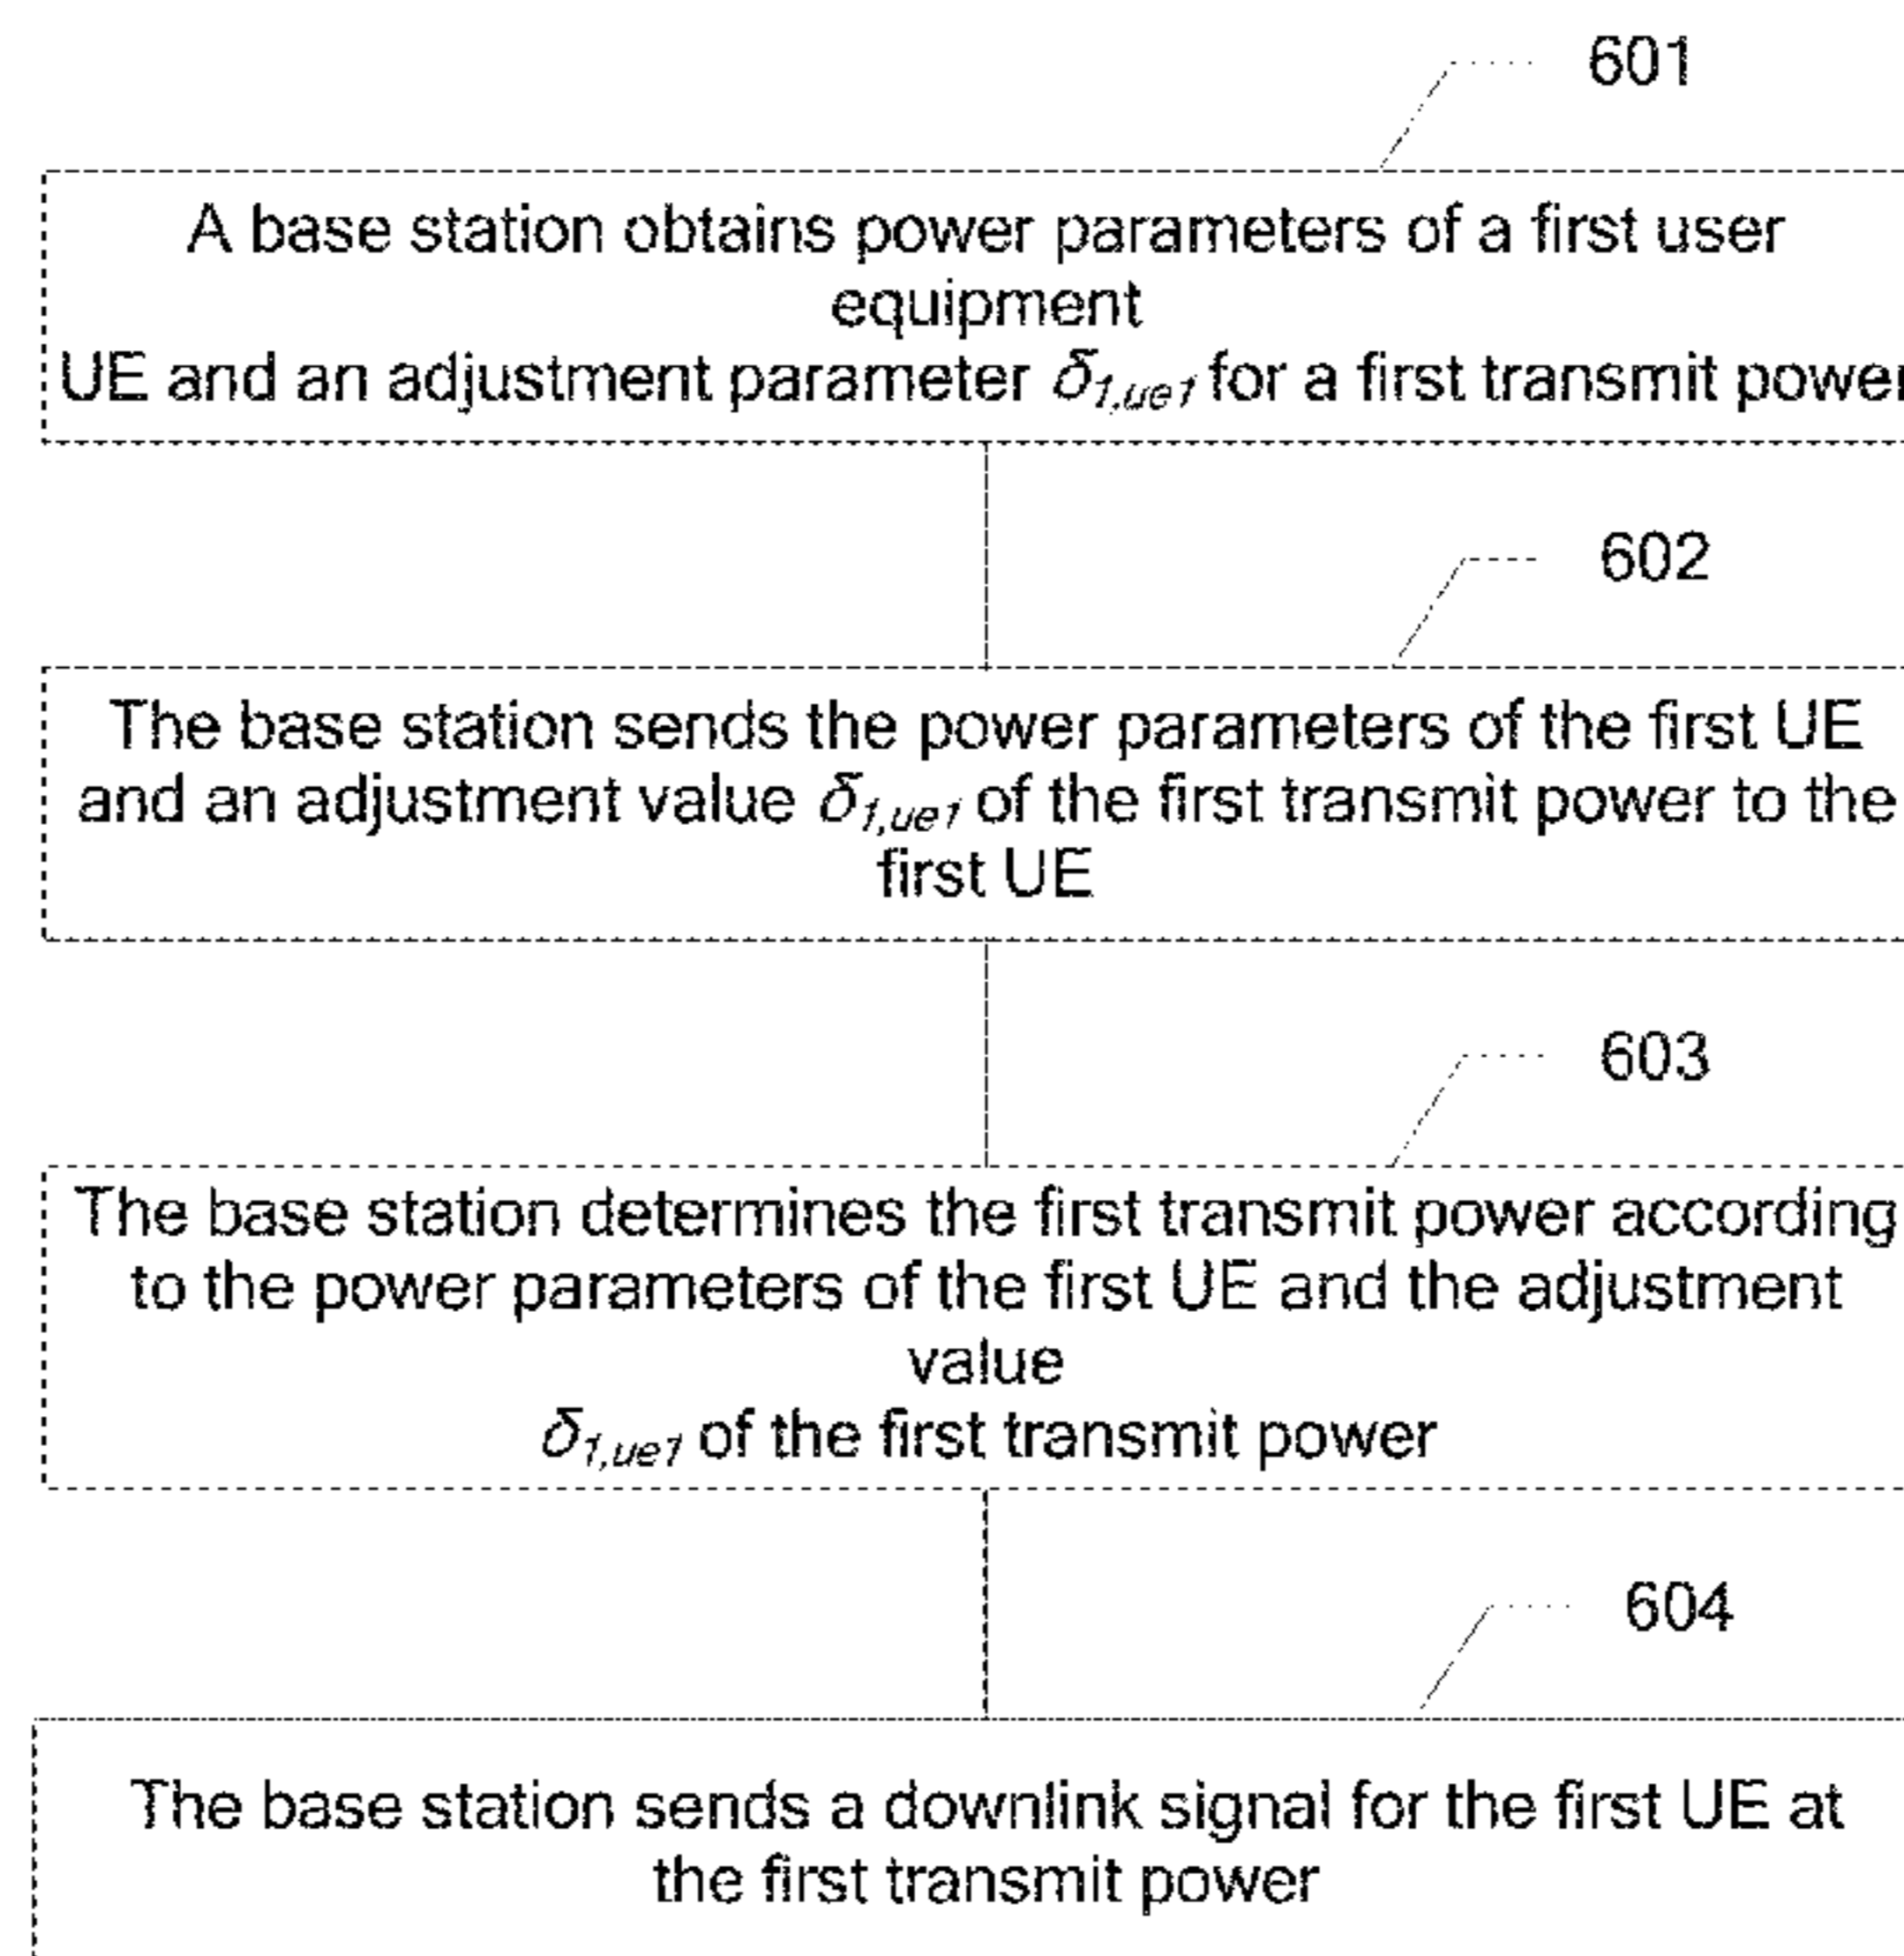 601
A base station obtains power parameters of a first user
equipment
UE and an adjustment parameter δ1,ue1 for a first transmit power
602
The base station sends the power parameters of the first UE
and an adjustment value δ1,ue1 of the first transmit power to the
first UE
603
The base station determines the first transmit power according
to the power parameters of the first UE and the adjustment
value
δ1,ue1 of the first transmit power
604
The base station sends a downlink signal for the first UE at
the first transmit power